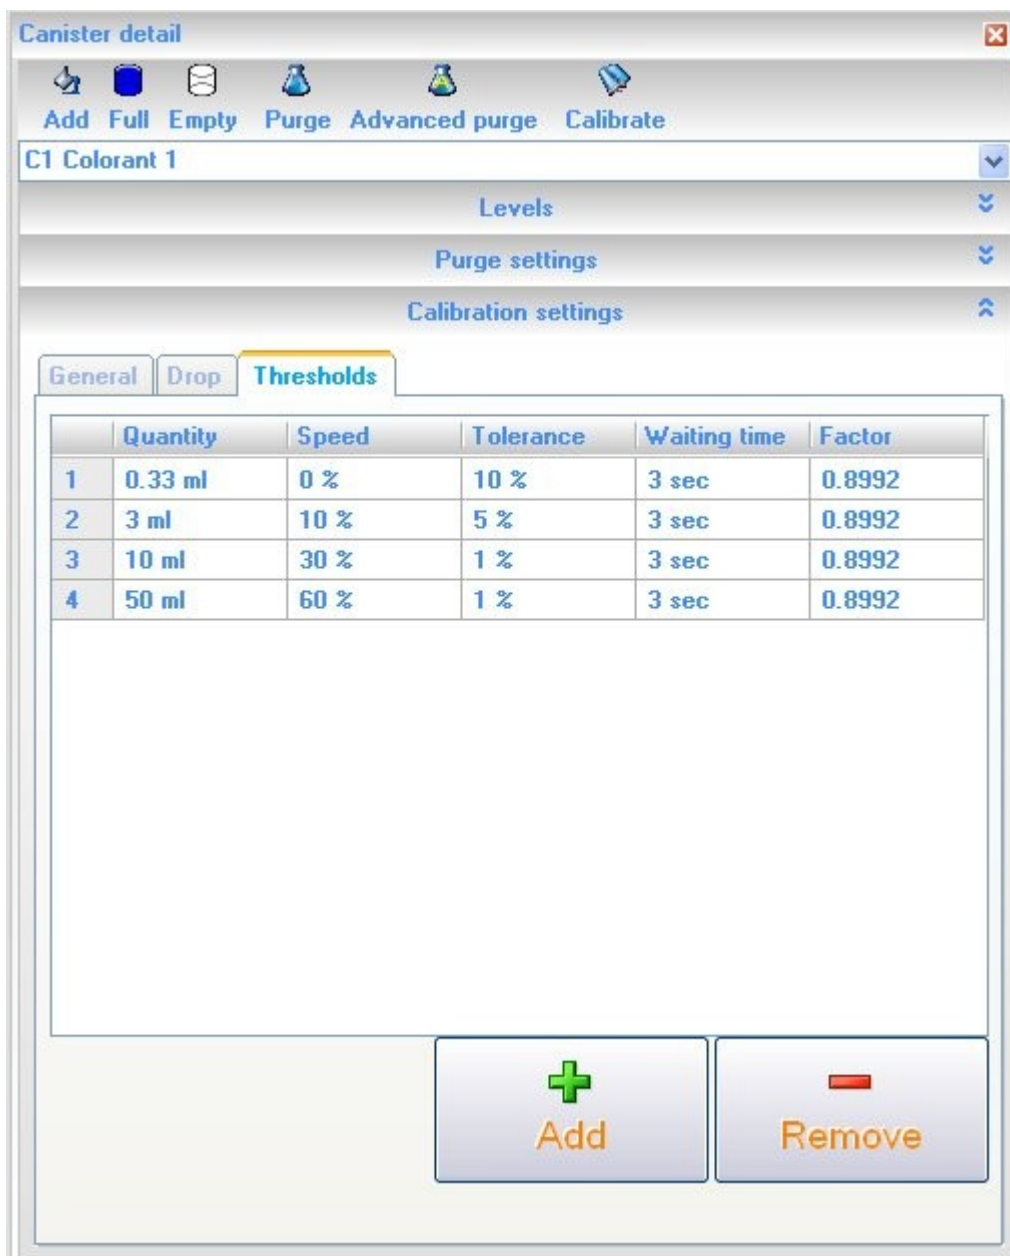 Canister detail
Add Full Empty Purge Advanced purge Calibrate
C1 Colorant 1
Levels
Purge settings
Calibration settings
General Drop Thresholds
Quantity Speed Tolerance Waiting time Factor
1 0.33 ml 0 % 10 % 3 sec 0.8992
2 3 ml 10 % 5 % 3 sec 0.8992
3 10 ml 30 % 1 % 3 sec 0.8992
4 50 ml 60 % 1 % 3 sec 0.8992
Add Remove